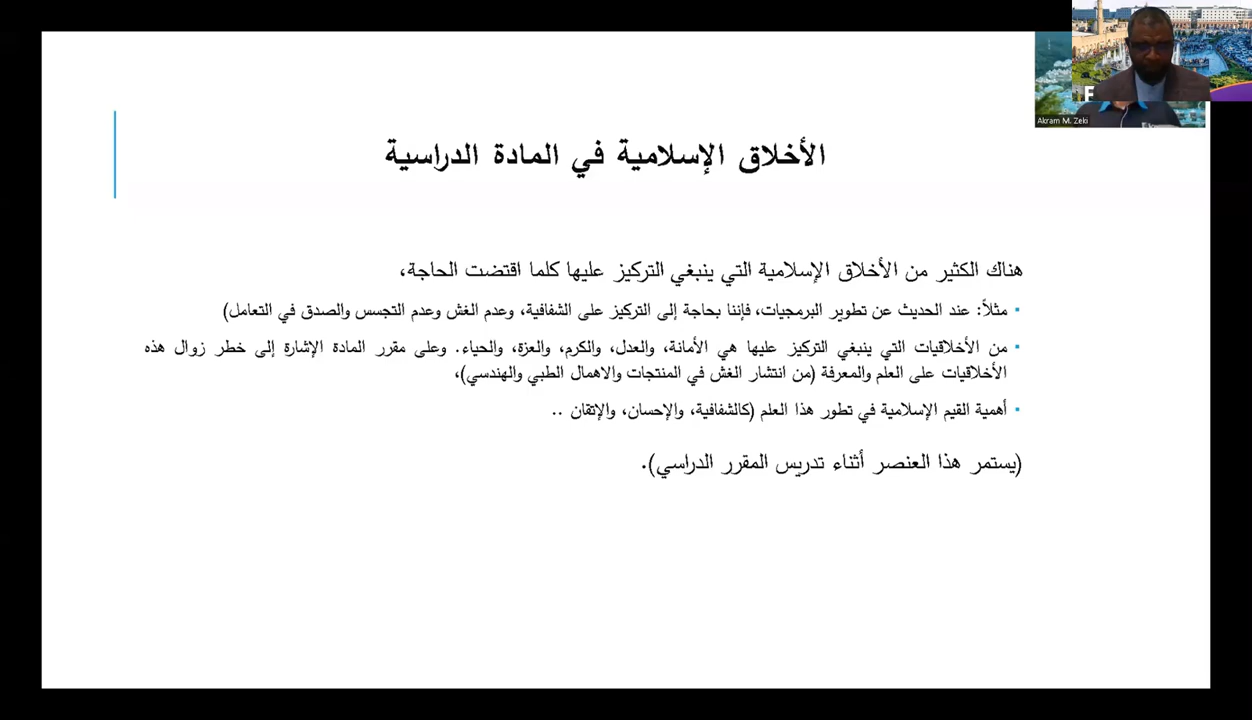 الأخلاق الإسلامية في المادة الدراسية
هناك الكثير من الأخلاق الإسلامية التي ينبغي التركيز عليها كلما اقتضت الحاجة،
▪ مثلاً: عند الحديث عن تطوير البرمجيات، فإننا بحاجة إلى التركيز على الشفافية، وعدم الغش وعدم التجسس والصدق في التعامل)
▪ من الأخلاقيات التي ينبغي التركيز عليها هي الأمانة، والعدل، والكرم، والعزة، والحياء. وعلى مقرر المادة الإشارة إلى خطر زوال هذه
الأخلاقيات على العلم والمعرفة (من انتشار الغش في المنتجات والاهمال الطبي والهندسي)،
▪ أهمية القيم الإسلامية في تطور هذا العلم (كالشفافية، والإحسان، والإتقان ..
(يستمر هذا العنصر أثناء تدريس المقرر الدراسي).
E
Akram M. Zeki